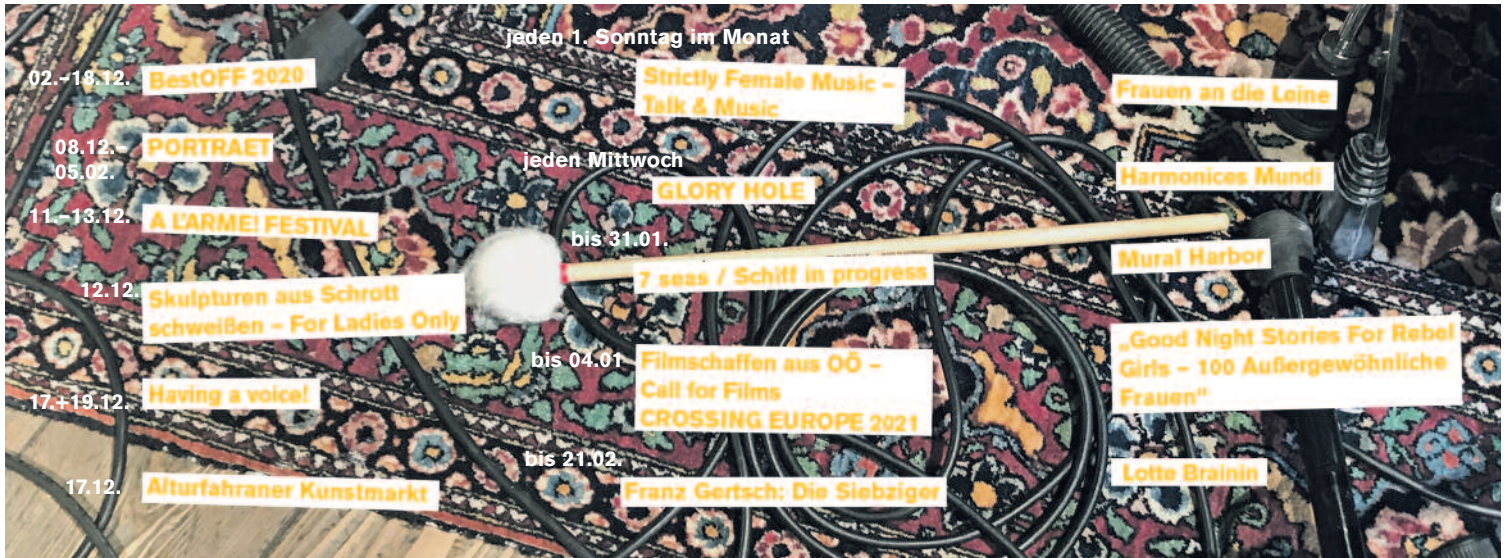 02.–18.12.
BestOFF 2020
08.12.–
05.02.
PORTRAET
11.–13.12.
A L'ARME! FESTIVAL
12.12.
Skulpturen aus Schrott
schweißen – For Ladies Only
17.+19.12.
Having a voice!
17.12.
Alturfahraner Kunstmarkt
jeden 1. Sonntag im Monat
Strictly Female Music –
Talk & Music
jeden Mittwoch
GLORY HOLE
bis 31.01.
7 seas / Schiff in progress
bis 04.01
Filmschaffen aus OÖ –
Call for Films
CROSSING EUROPE 2021
bis 21.02.
Franz Gertsch: Die Siebziger
Frauen an die Leine
Harmonices Mundi
Mural Harbor
„Good Night Stories For Rebel
Girls – 100 Außergewöhnliche
Frauen"
Lotte Brainin